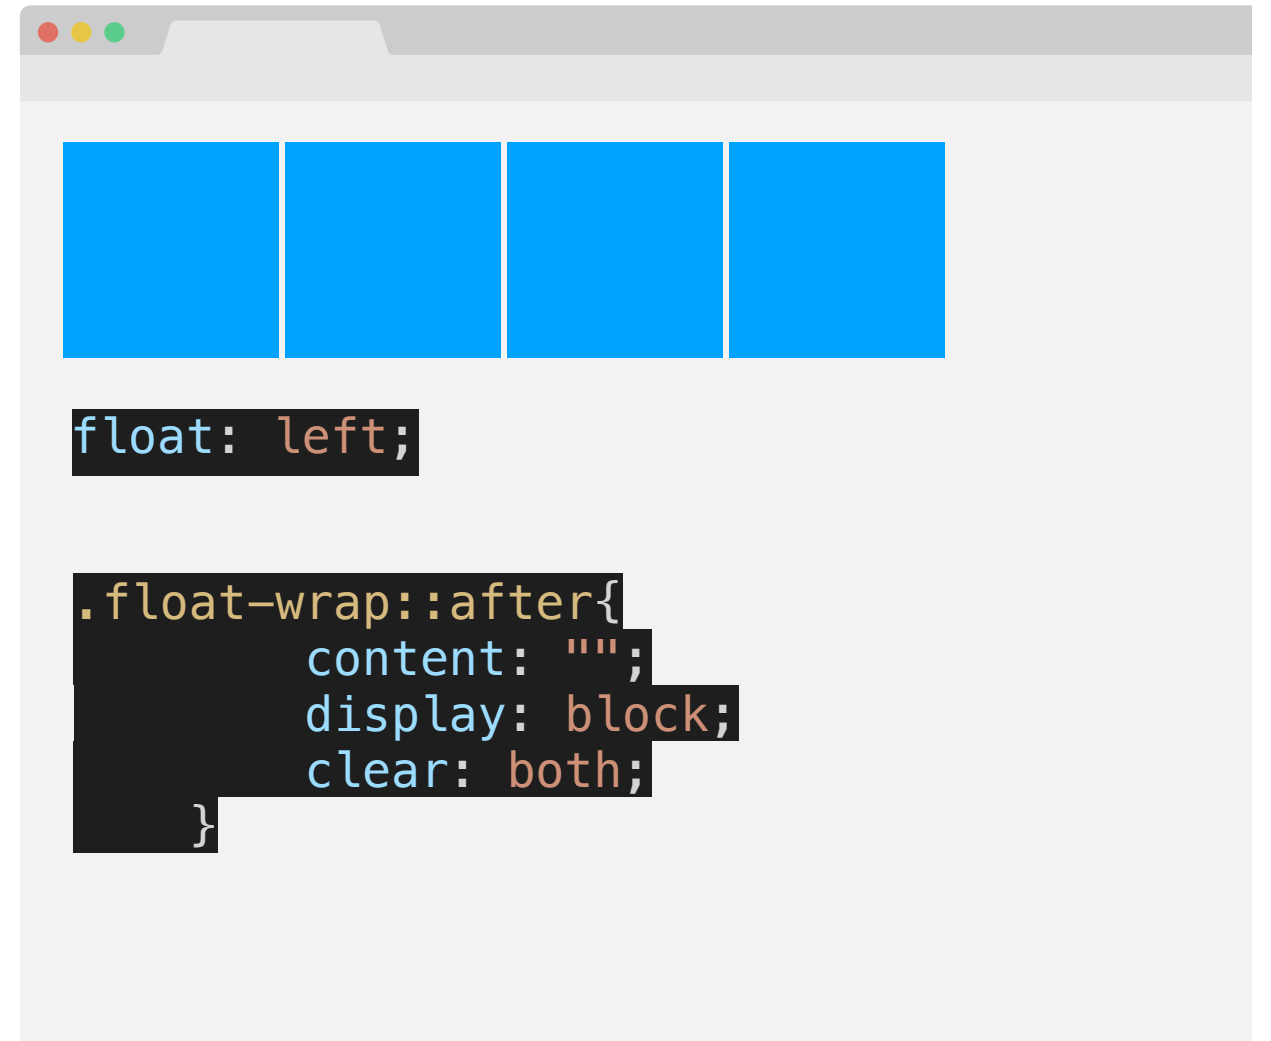 float: left;
.float-wrap::after{
content: "";
display: block;
clear: both;
}